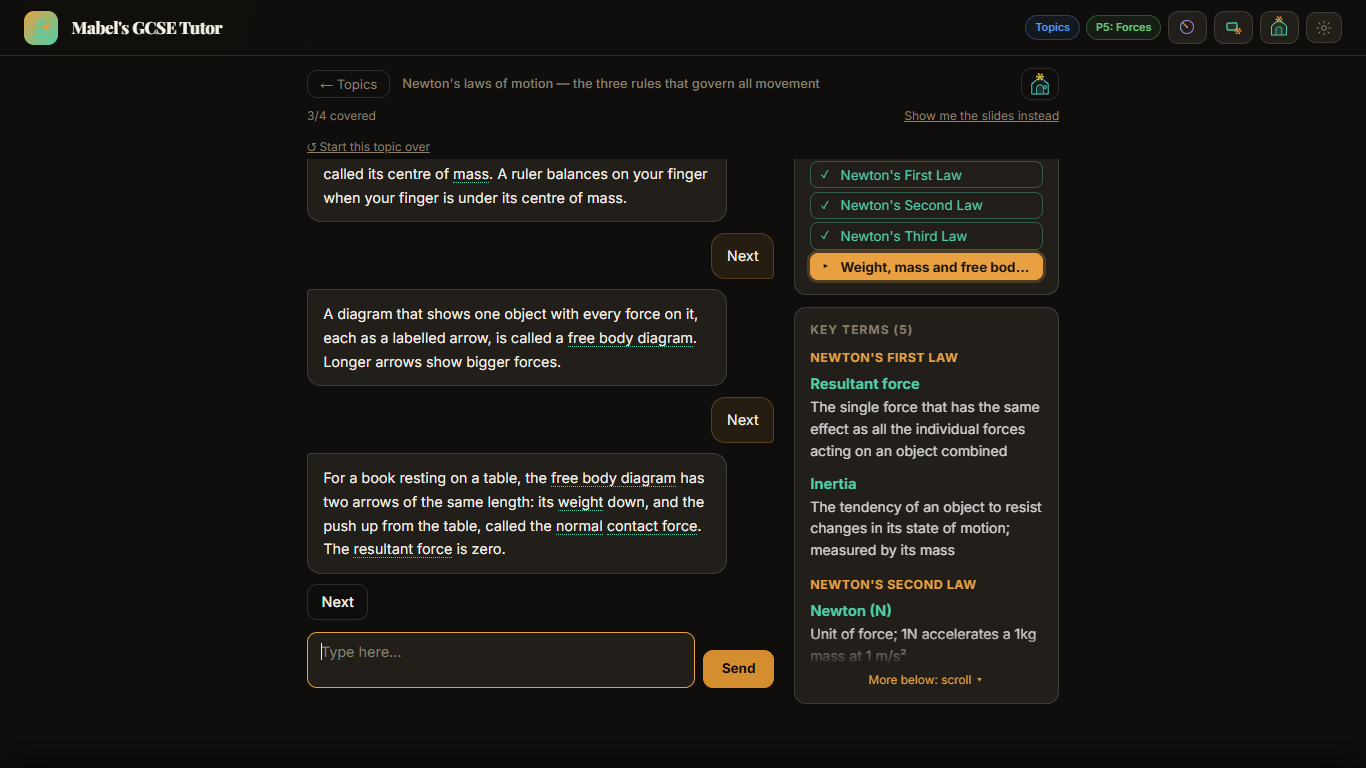 Mabel's GCSE Tutor
Topics
P5: Forces
← Topics
Newton's laws of motion — the three rules that govern all movement
3/4 covered
Show me the slides instead
↺ Start this topic over
called its centre of mass. A ruler balances on your finger
when your finger is under its centre of mass.
Next
A diagram that shows one object with every force on it,
each as a labelled arrow, is called a free body diagram.
Longer arrows show bigger forces.
Next
For a book resting on a table, the free body diagram has
two arrows of the same length: its weight down, and the
push up from the table, called the normal contact force.
The resultant force is zero.
Next
Type here...
Send
✓ Newton's First Law
✓ Newton's Second Law
✓ Newton's Third Law
▸ Weight, mass and free bod...
KEY TERMS (5)
NEWTON'S FIRST LAW
Resultant force
The single force that has the same
effect as all the individual forces
acting on an object combined
Inertia
The tendency of an object to resist
changes in its state of motion;
measured by its mass
NEWTON'S SECOND LAW
Newton (N)
Unit of force; 1N accelerates a 1kg
mass at 1 m/s²
More below: scroll ▾